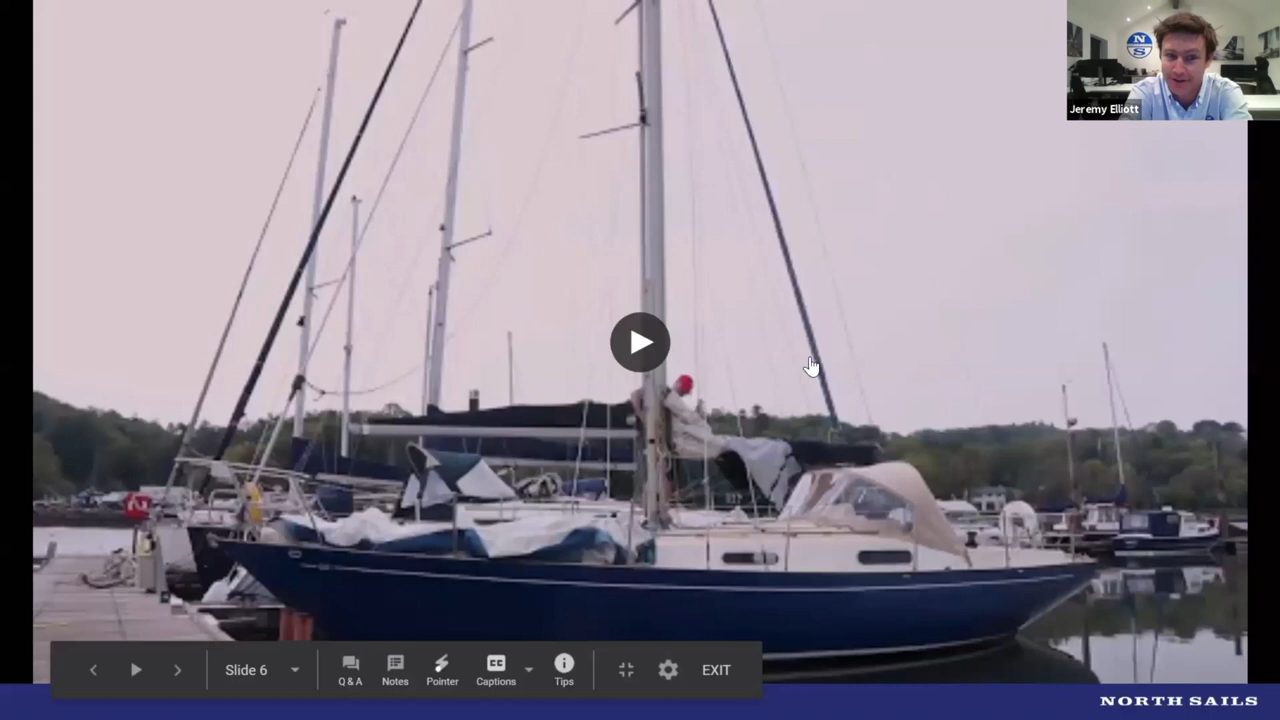 N
S
Jeremy Elliott
Slide 6
Q & A
Notes
Pointer
Captions
Tips
EXIT
NORTH SAILS